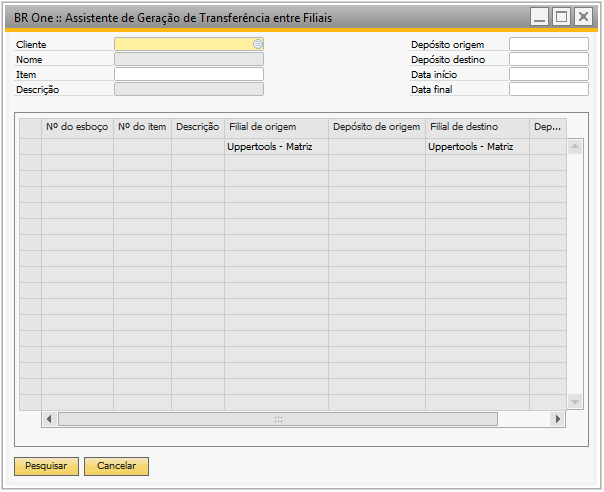 BR One :: Assistente de Geração de Transferência entre Filiais
Cliente
Nome
Item
Descrição
Depósito origem
Depósito destino
Data início
Data final
Nº do esboço Nº do item Descrição Filial de origem Depósito de origem Filial de destino Dep...
Uppertools - Matriz Uppertools - Matriz
Pesquisar Cancelar